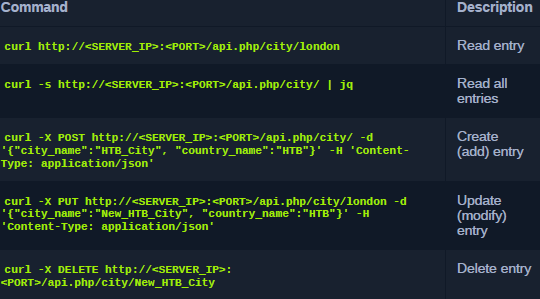 Command Description
curl http://<SERVER_IP>:<PORT>/api.php/city/london Read entry
curl -s http://<SERVER_IP>:<PORT>/api.php/city/ | jq Read all
entries
curl -X POST http://<SERVER_IP>:<PORT>/api.php/city/ -d Create
'{"city_name":"HTB_City", "country_name":"HTB"}' -H 'Content- (add) entry
Type: application/json'
curl -X PUT http://<SERVER_IP>:<PORT>/api.php/city/london -d Update
'{"city_name":"New_HTB_City", "country_name":"HTB"}' -H (modify)
'Content-Type: application/json' entry
curl -X DELETE http://<SERVER_IP>: Delete entry
<PORT>/api.php/city/New_HTB_City